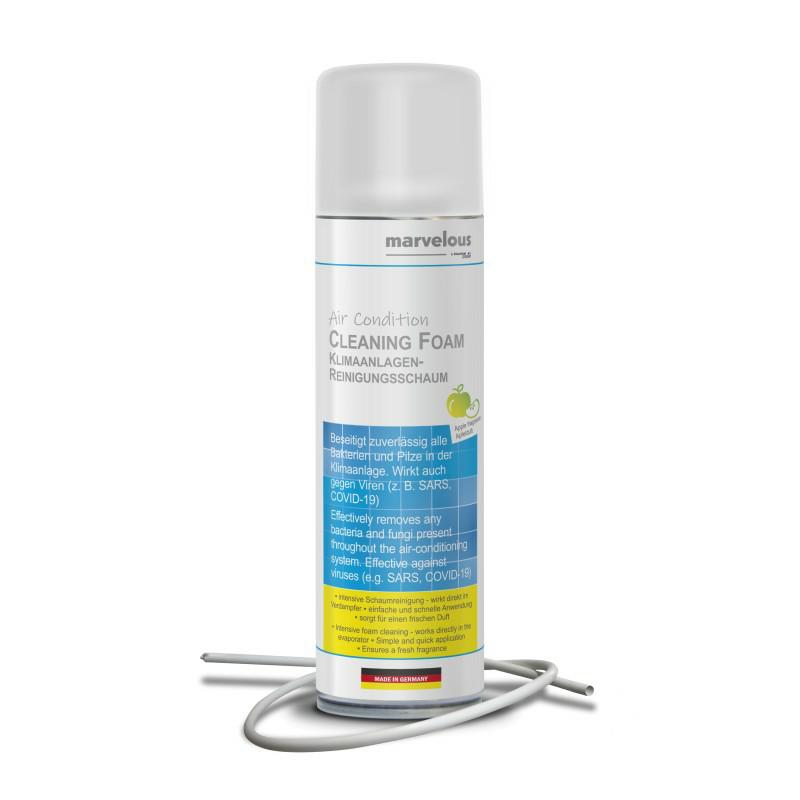 marvelous
Air Condition
CLEANING FOAM
KLIMAANLAGEN-
REINIGUNGSSCHAUM
Apple fragrance
Apfelduft
Beseitigt zuverlässig alle
Bakterien und Pilze in der
Klimaanlage. Wirkt auch
gegen Viren (z. B. SARS,
COVID-19)
Effectively removes any
bacteria and fungi present
throughout the air-conditioning
system. Effective against
viruses (e.g. SARS, COVID-19)
• intensive Schaumreinigung - wirkt direkt im
Verdampfer • einfache und schnelle Anwendung
• sorgt für einen frischen Duft
• Intensive foam cleaning - works directly in the
evaporator • Simple and quick application
• Ensures a fresh fragrance
MADE IN GERMANY